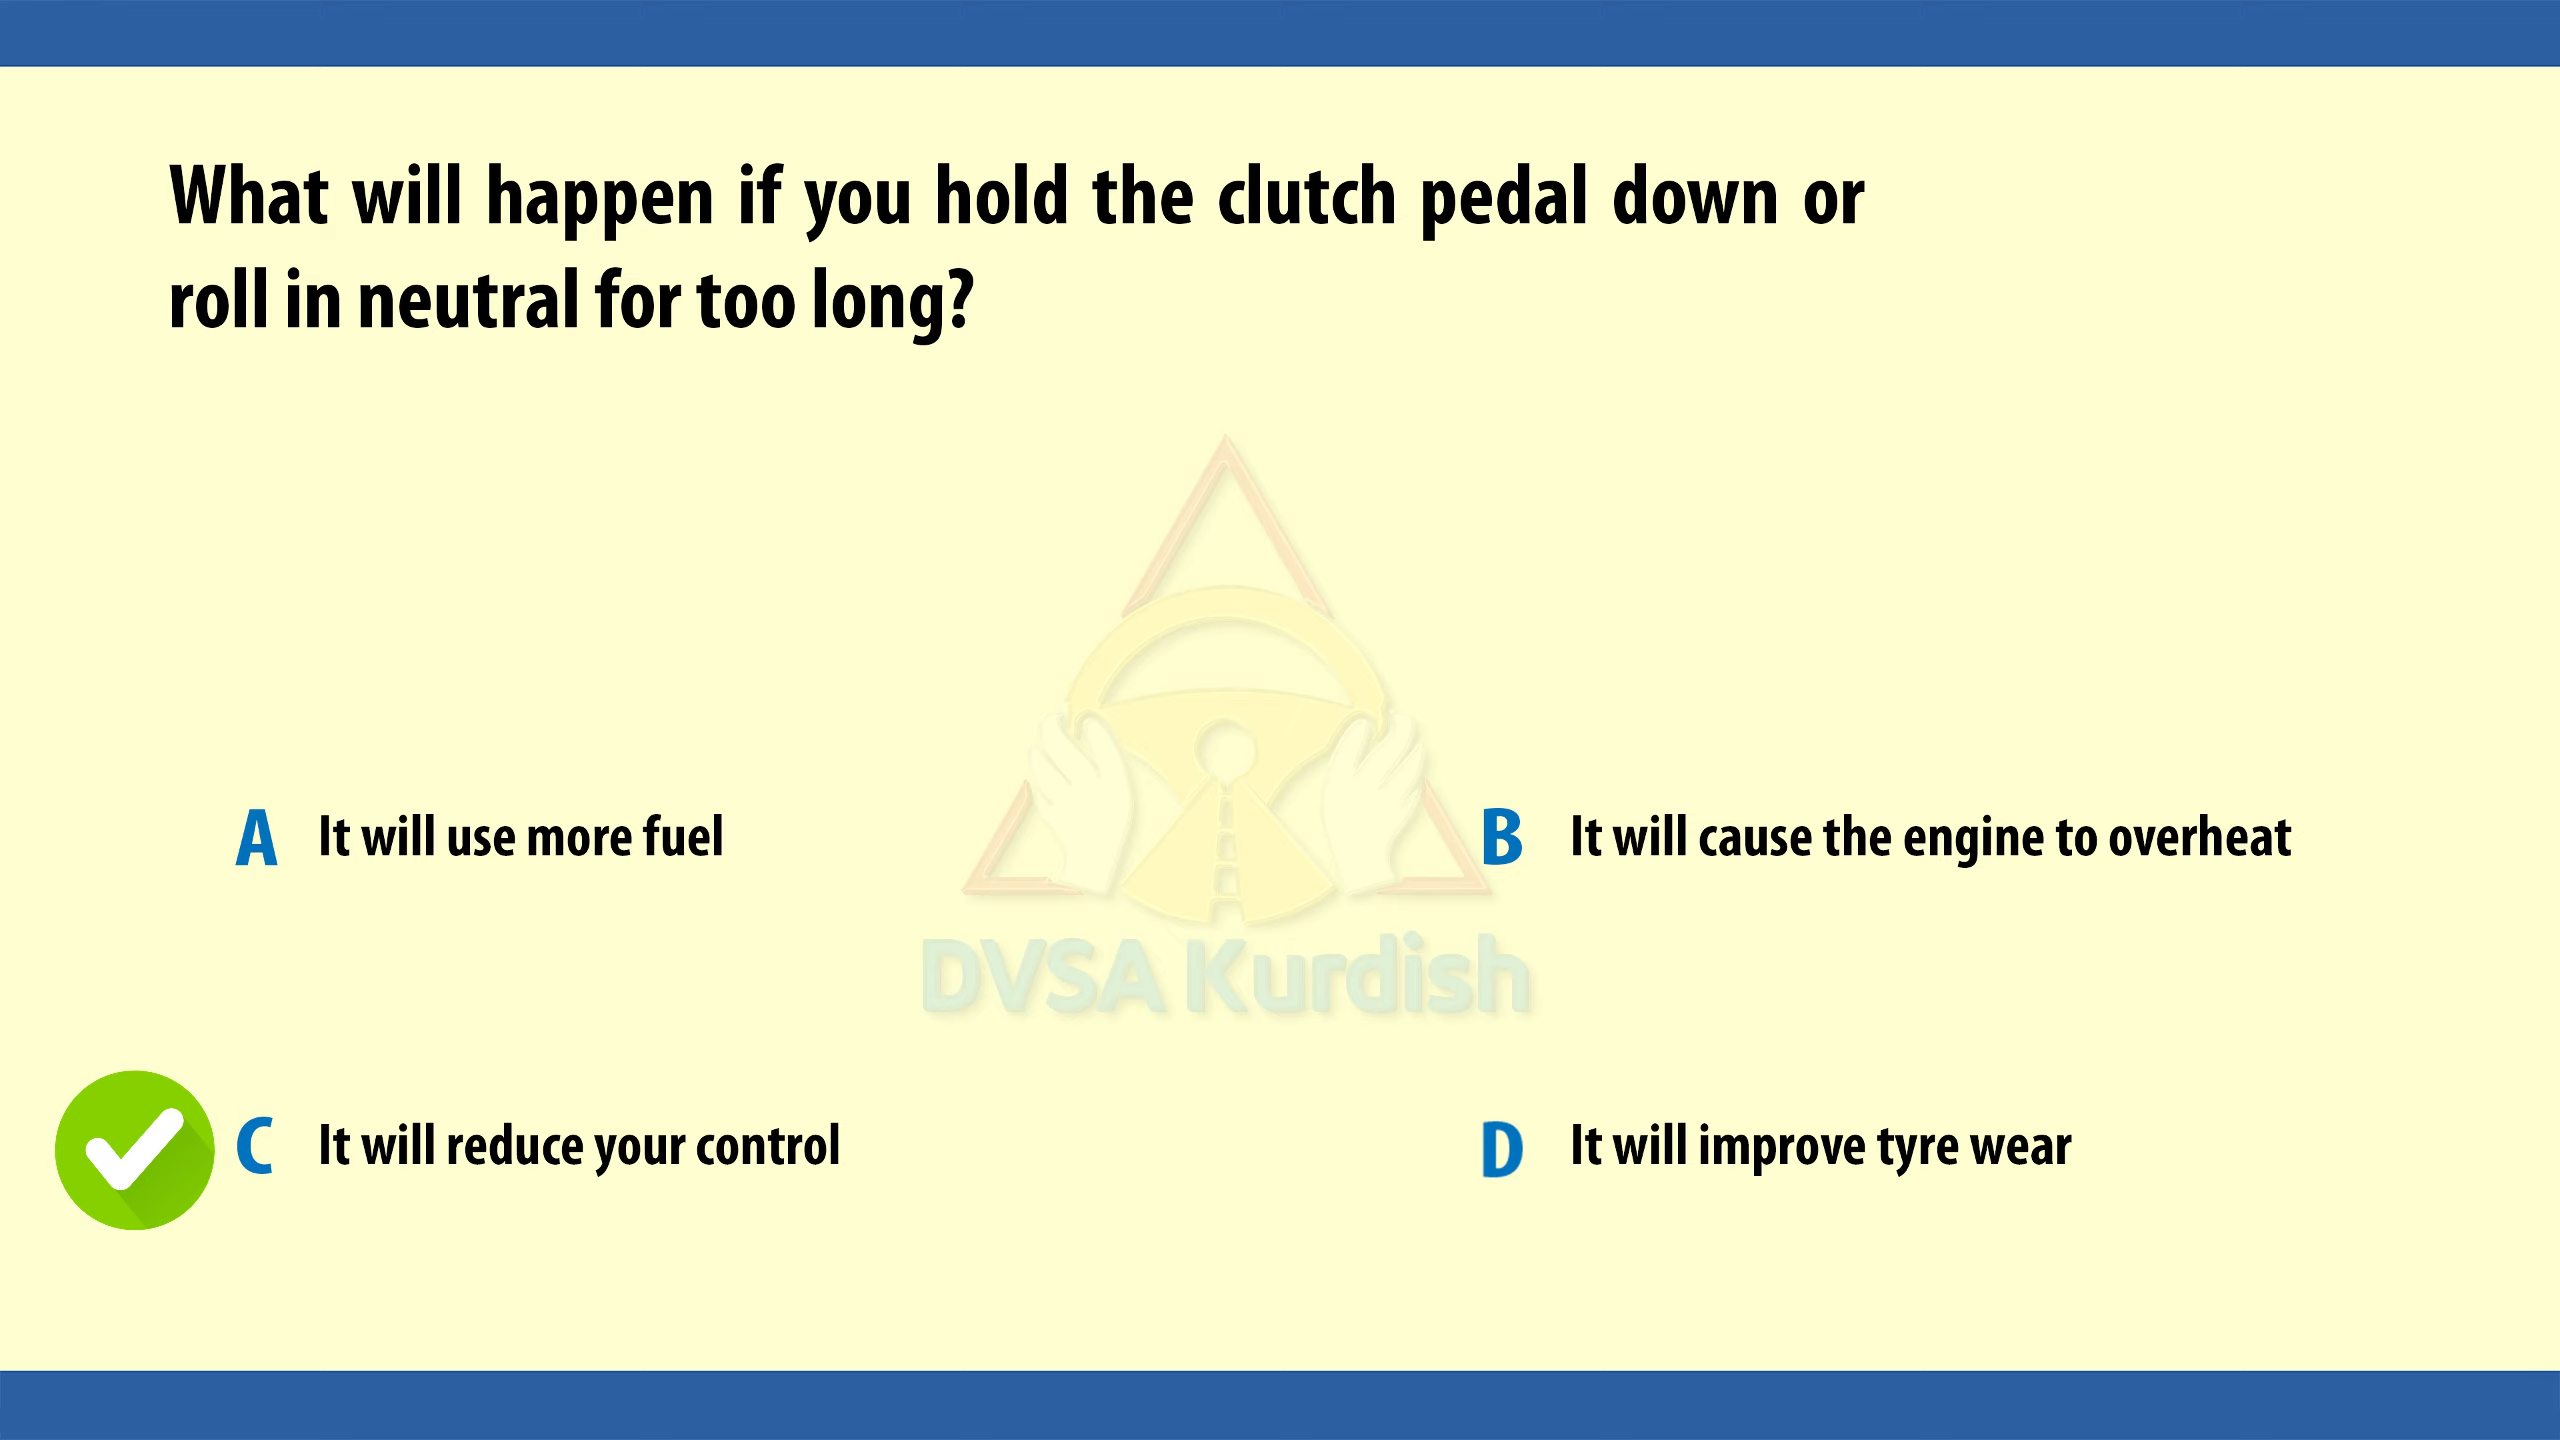 What will happen if you hold the clutch pedal down or
roll in neutral for too long?
A It will use more fuel
B It will cause the engine to overheat
DVSA Kurdish
C It will reduce your control
D It will improve tyre wear